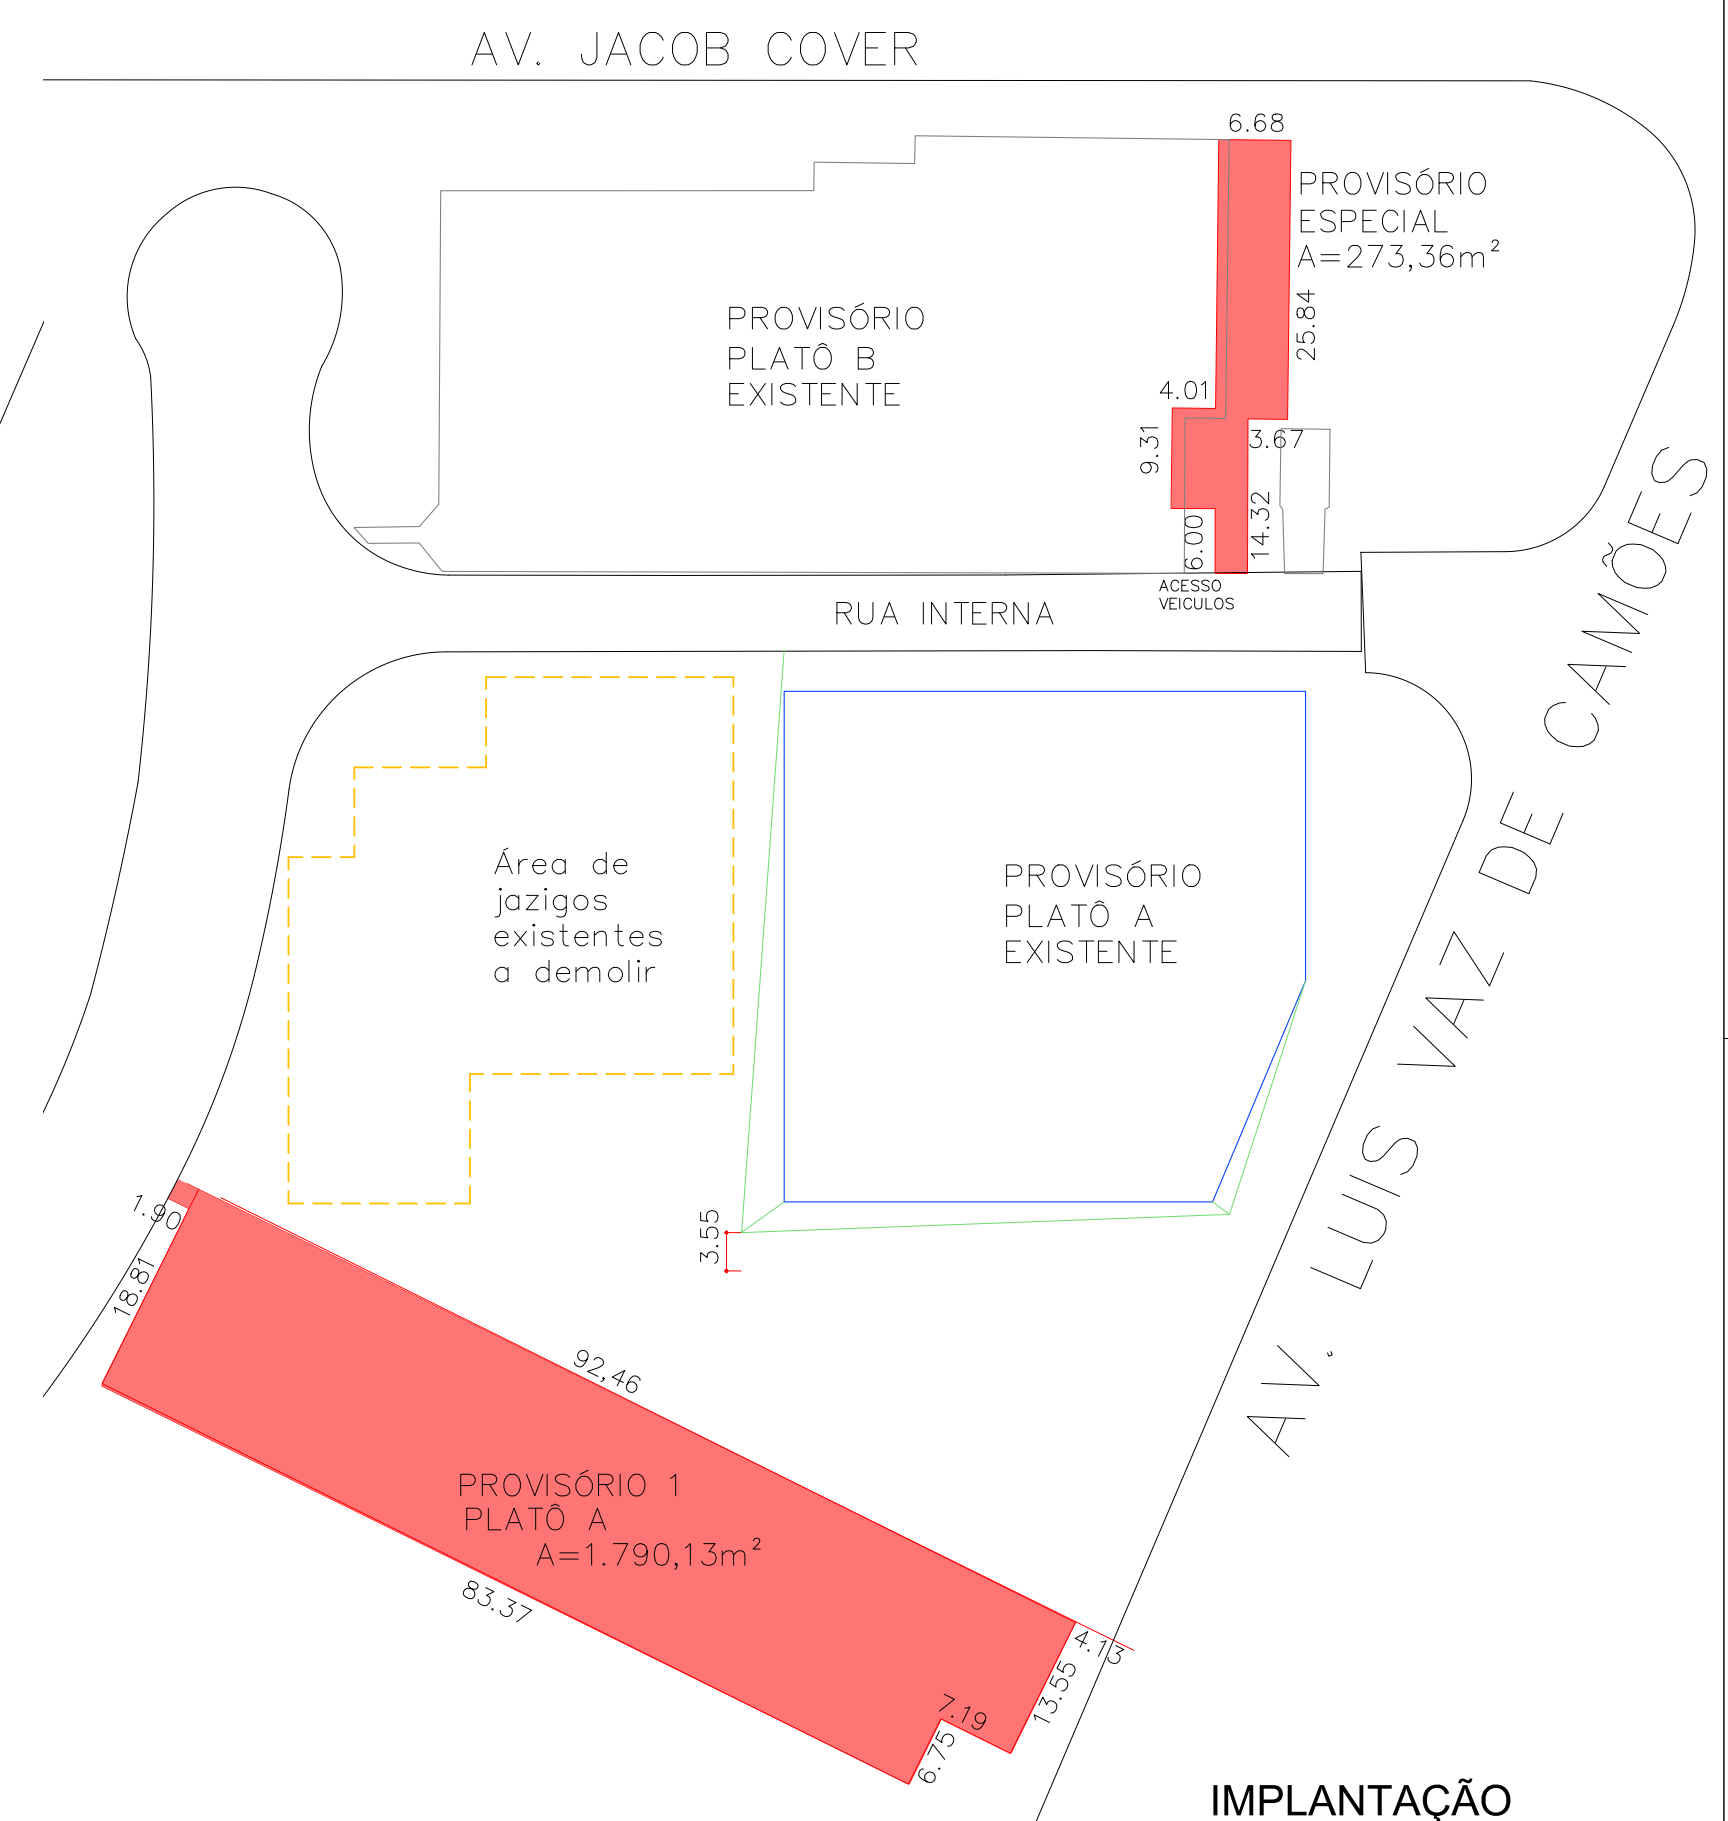 AV. JACOB COVER
6.68
PROVISÓRIO
ESPECIAL
A=273,36m²
25.84
PROVISÓRIO
PLATÔ B
EXISTENTE
4.01
9.31
3.67
14.32
6.00
ACESSO
VEICULOS
RUA INTERNA
AV. LUIS VAZ DE CAMÕES
Área de
jazigos
existentes
a demolir
PROVISÓRIO
PLATÔ A
EXISTENTE
1.90
3.55
18.81
92,46
PROVISÓRIO 1
PLATÔ A
A=1.790,13m²
83.37
4.13
13.55
7.19
6.75
IMPLANTAÇÃO